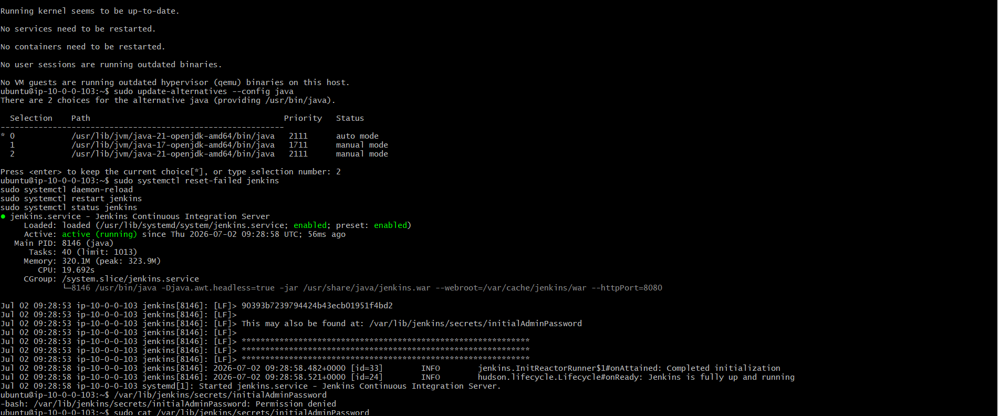 Running kernel seems to be up-to-date.
No services need to be restarted.
No containers need to be restarted.
No user sessions are running outdated binaries.
No VM guests are running outdated hypervisor (qemu) binaries on this host.
ubuntu@ip-10-0-0-103:~$ sudo update-alternatives --config java
There are 2 choices for the alternative java (providing /usr/bin/java).
  Selection    Path                                         Priority   Status
------------------------------------------------------------
* 0            /usr/lib/jvm/java-21-openjdk-amd64/bin/java   2111      auto mode
  1            /usr/lib/jvm/java-17-openjdk-amd64/bin/java   1711      manual mode
  2            /usr/lib/jvm/java-21-openjdk-amd64/bin/java   2111      manual mode
Press <enter> to keep the current choice[*], or type selection number: 2
ubuntu@ip-10-0-0-103:~$ sudo systemctl reset-failed jenkins
sudo systemctl daemon-reload
sudo systemctl restart jenkins
sudo systemctl status jenkins
● jenkins.service - Jenkins Continuous Integration Server
     Loaded: loaded (/usr/lib/systemd/system/jenkins.service; enabled; preset: enabled)
     Active: active (running) since Thu 2026-07-02 09:28:58 UTC; 56ms ago
   Main PID: 8146 (java)
      Tasks: 40 (limit: 1013)
     Memory: 320.1M (peak: 323.9M)
        CPU: 19.692s
     CGroup: /system.slice/jenkins.service
             └─8146 /usr/bin/java -Djava.awt.headless=true -jar /usr/share/java/jenkins.war --webroot=/var/cache/jenkins/war --httpPort=8080
Jul 02 09:28:53 ip-10-0-0-103 jenkins[8146]: [LF]> 90393b7239794424b43ecb01951f4bd2
Jul 02 09:28:53 ip-10-0-0-103 jenkins[8146]: [LF]>
Jul 02 09:28:53 ip-10-0-0-103 jenkins[8146]: [LF]> This may also be found at: /var/lib/jenkins/secrets/initialAdminPassword
Jul 02 09:28:53 ip-10-0-0-103 jenkins[8146]: [LF]>
Jul 02 09:28:53 ip-10-0-0-103 jenkins[8146]: [LF]> *************************************************************
Jul 02 09:28:53 ip-10-0-0-103 jenkins[8146]: [LF]> *************************************************************
Jul 02 09:28:53 ip-10-0-0-103 jenkins[8146]: [LF]> *************************************************************
Jul 02 09:28:58 ip-10-0-0-103 jenkins[8146]: 2026-07-02 09:28:58.482+0000 [id=33]        INFO        jenkins.InitReactorRunner$1#onAttained: Completed initialization
Jul 02 09:28:58 ip-10-0-0-103 jenkins[8146]: 2026-07-02 09:28:58.521+0000 [id=24]        INFO        hudson.lifecycle.Lifecycle#onReady: Jenkins is fully up and running
Jul 02 09:28:58 ip-10-0-0-103 systemd[1]: Started jenkins.service - Jenkins Continuous Integration Server.
ubuntu@ip-10-0-0-103:~$ /var/lib/jenkins/secrets/initialAdminPassword
-bash: /var/lib/jenkins/secrets/initialAdminPassword: Permission denied
ubuntu@ip-10-0-0-103:~$ sudo cat /var/lib/jenkins/secrets/initialAdminPassword